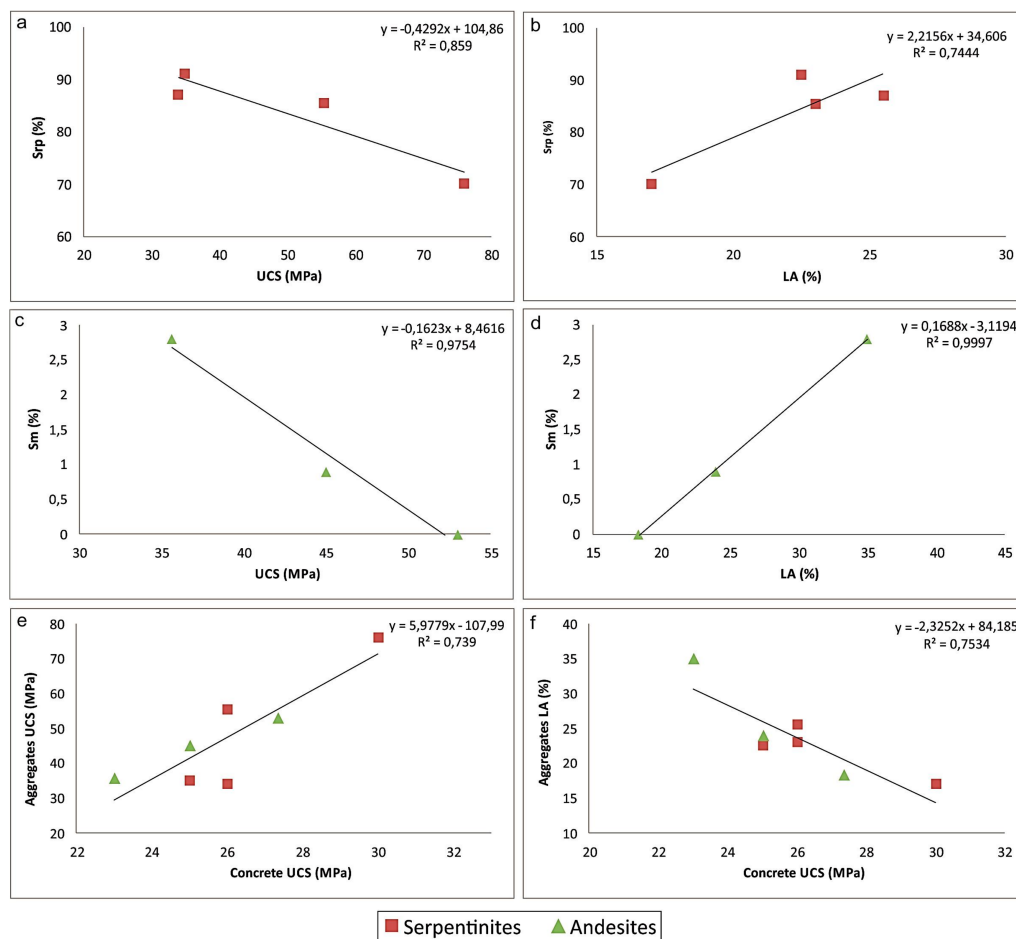 a
y = -0,4292x + 104,86
R² = 0,859
100
90
80
70
60
Srp (%)
20 30 40 50 60 70 80
UCS (MPa)
b
y = 2,2156x + 34,606
R² = 0,7444
100
90
80
70
60
Srp (%)
15 20 25 30
LA (%)
c
y = -0,1623x + 8,4616
R² = 0,9754
3
2,5
2
1,5
1
0,5
0
Sm (%)
30 35 40 45 50 55
UCS (MPa)
d
y = 0,1688x - 3,1194
R² = 0,9997
3
2,5
2
1,5
1
0,5
0
Sm (%)
15 20 25 30 35 40 45
LA (%)
e
y = 5,9779x - 107,99
R² = 0,739
80
70
60
50
40
30
20
Aggregates UCS (MPa)
22 24 26 28 30 32
Concrete UCS (MPa)
f
y = -2,3252x + 84,185
R² = 0,7534
40
35
30
25
20
15
10
Aggregates LA (%)
20 22 24 26 28 30 32
Concrete UCS (MPa)
Serpentinites Andesites